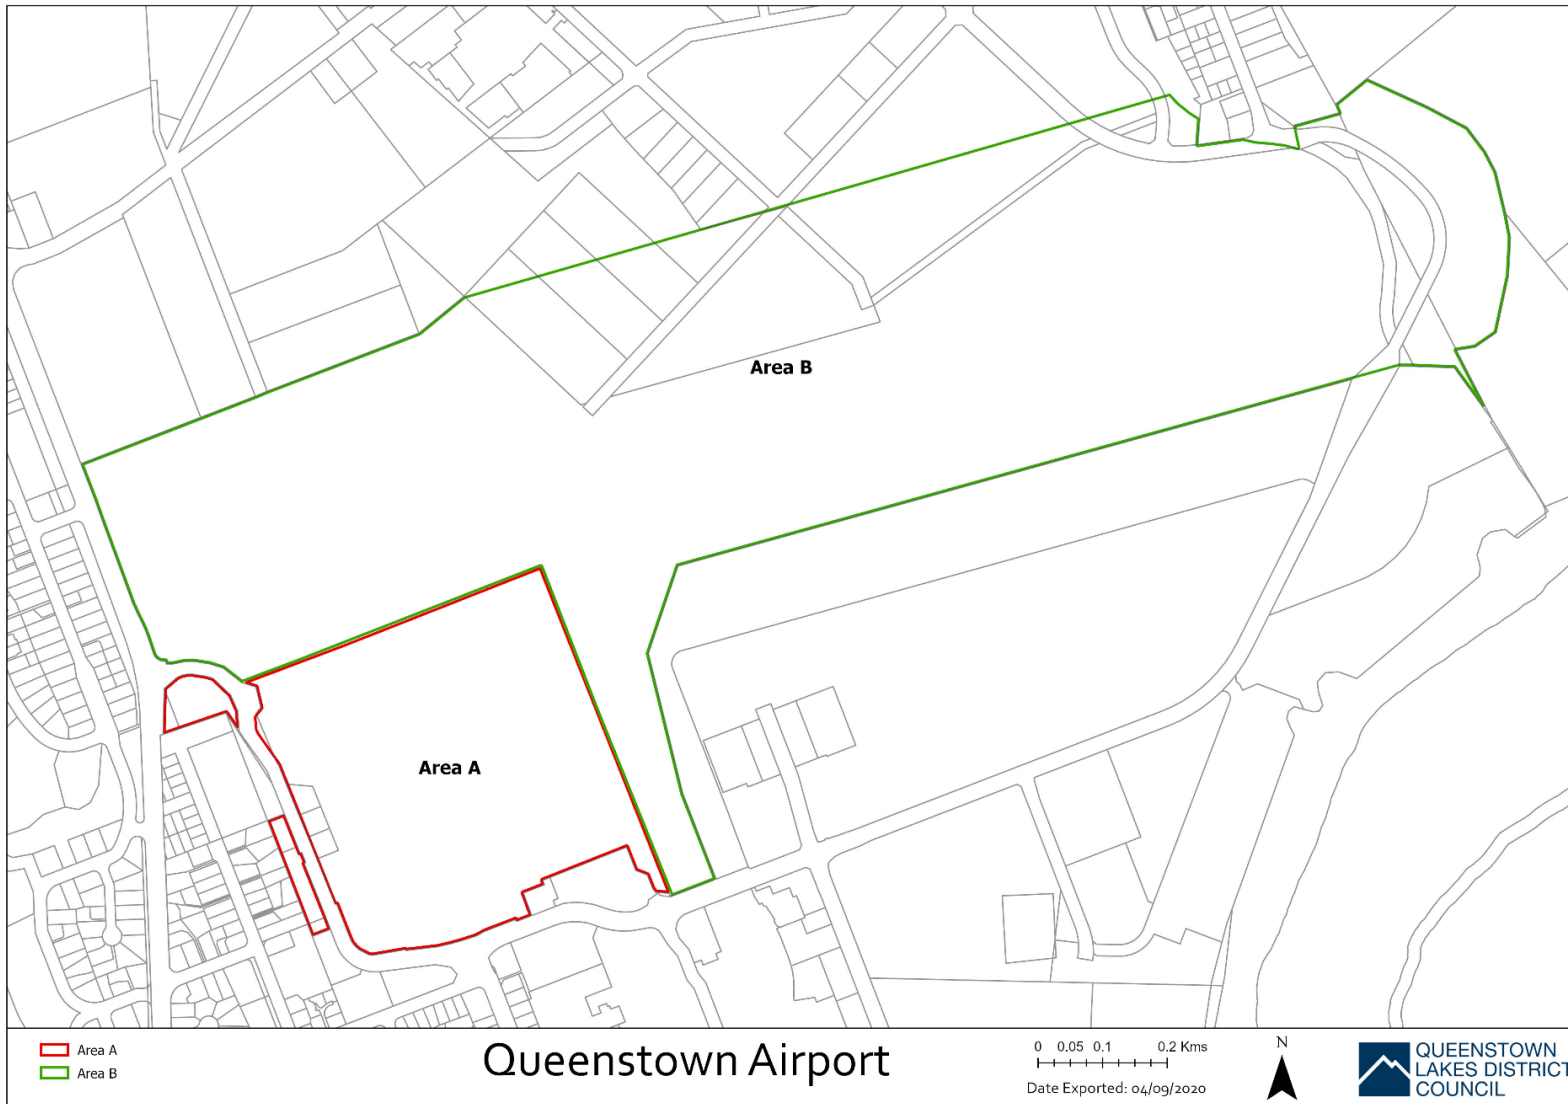 Area B
Area A
Area A
Area B
Queenstown Airport
0 0.05 0.1 0.2 Kms
Date Exported: 04/09/2020
N
QUEENSTOWN
LAKES DISTRICT
COUNCIL